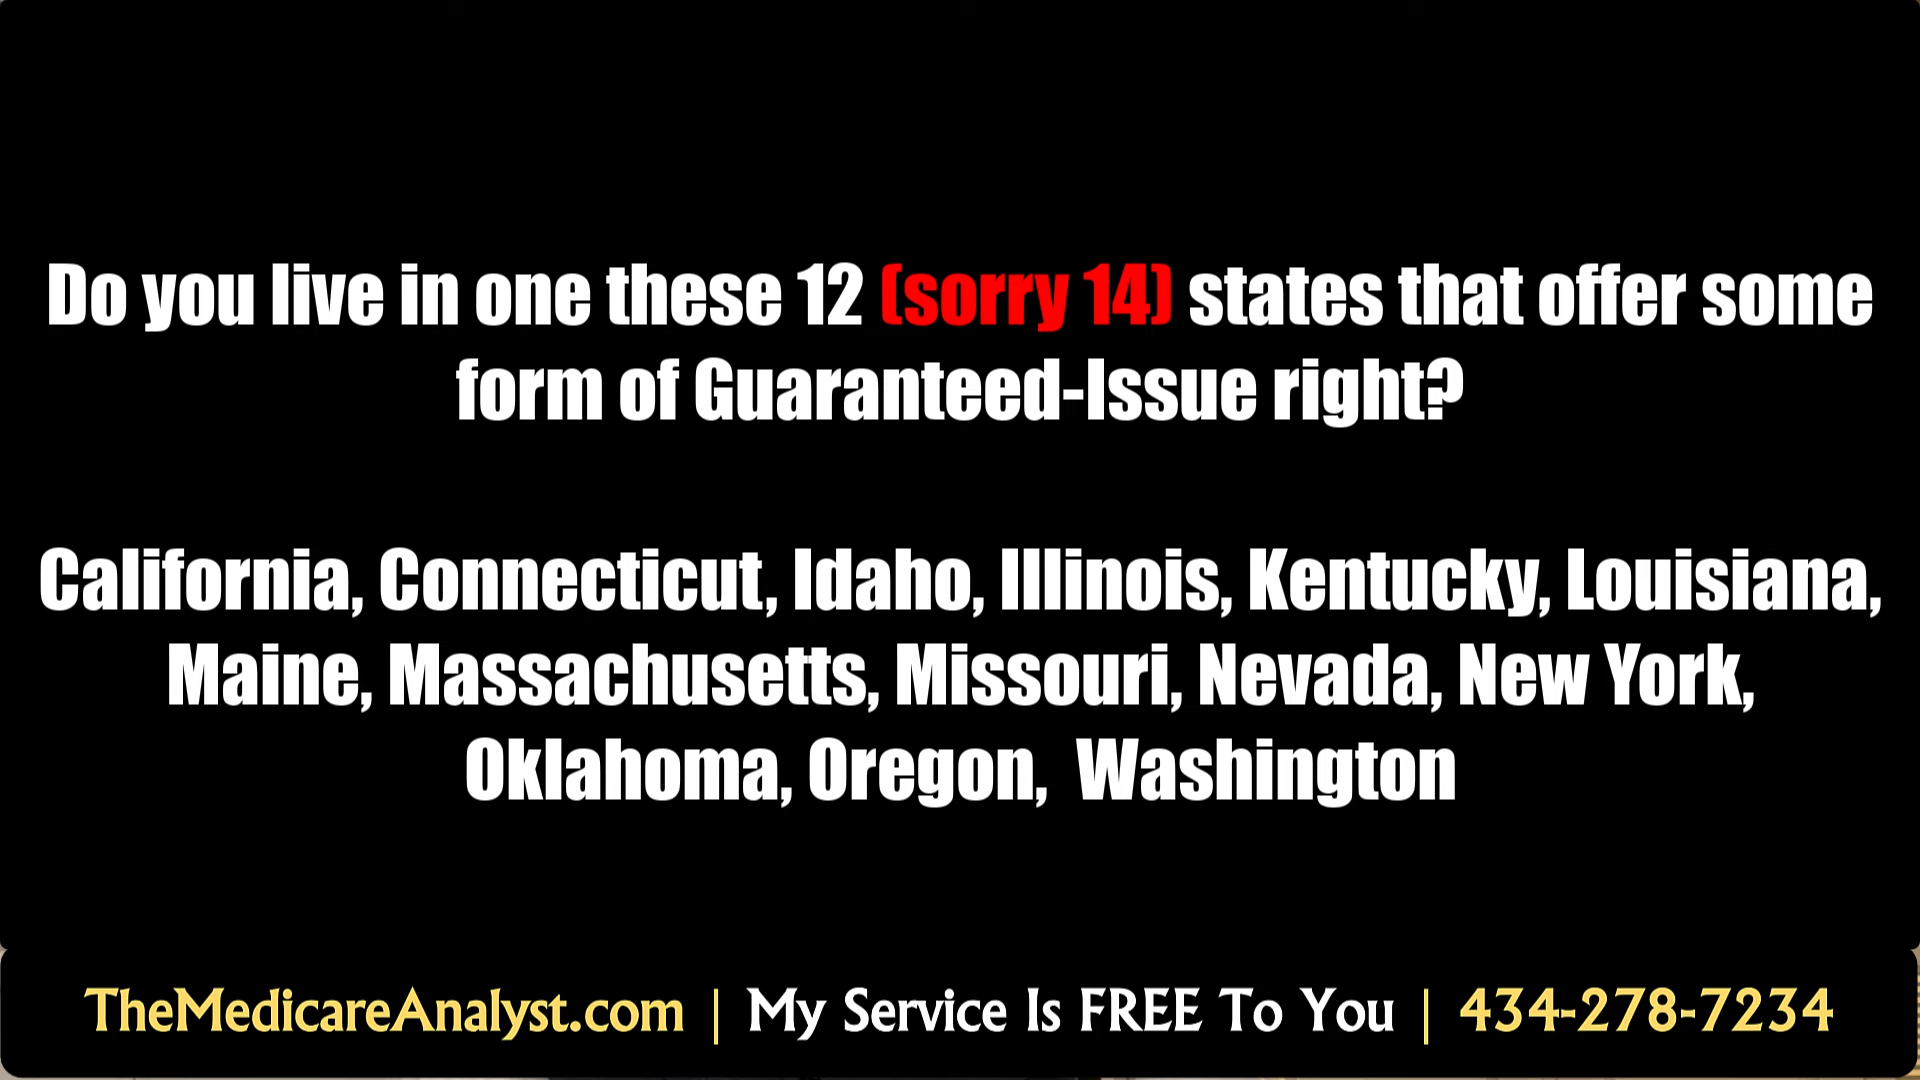 Do you live in one these 12 (sorry 14) states that offer some
form of Guaranteed-Issue right?
California, Connecticut, Idaho, Illinois, Kentucky, Louisiana,
Maine, Massachusetts, Missouri, Nevada, New York,
Oklahoma, Oregon,  Washington
TheMedicareAnalyst.com | My Service Is FREE To You | 434-278-7234